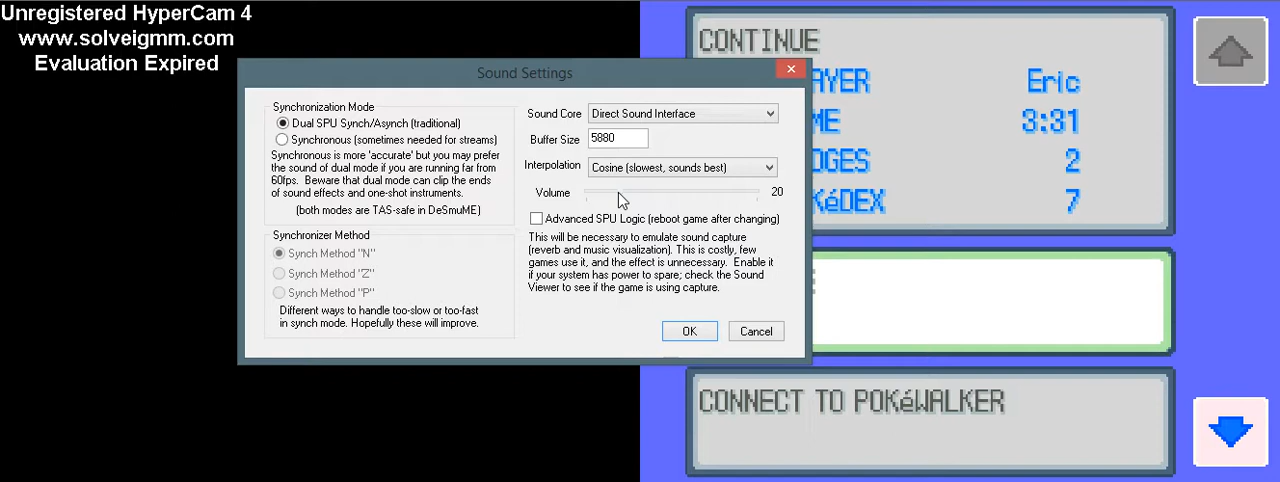 Unregistered HyperCam 4
www.solveigmm.com
Evaluation Expired
Sound Settings
Synchronization Mode
Dual SPU Synch/Asynch (traditional)
Synchronous (sometimes needed for streams)
Synchronous is more 'accurate' but you may prefer
the sound of dual mode if you are running far from
60fps. Beware that dual mode can clip the ends
of sound effects and one-shot instruments.
(both modes are TAS-safe in DeSmuME)
Synchronizer Method
Synch Method "N"
Synch Method "Z"
Synch Method "P"
Different ways to handle too-slow or too-fast
in synch mode. Hopefully these will improve.
Sound Core Direct Sound Interface
Buffer Size 5880
Interpolation Cosine (slowest, sounds best)
Volume 20
Advanced SPU Logic (reboot game after changing)
This will be necessary to emulate sound capture
(reverb and music visualization). This is costly, few
games use it, and the effect is unnecessary. Enable it
if your system has power to spare; check the Sound
Viewer to see if the game is using capture.
OK Cancel
CONTINUE
AYER Eric
ME 3:31
DGES 2
KéDEX 7
CONNECT TO POKéWALKER